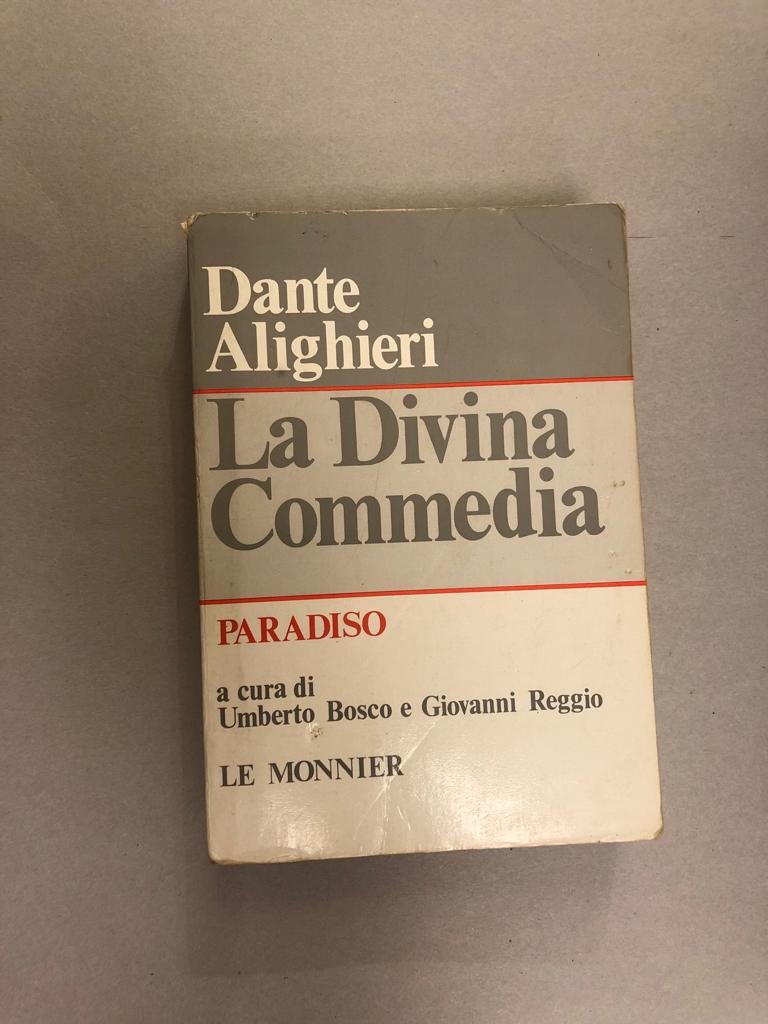 Dante
Alighieri
La Divina
Commedia
PARADISO
a cura di
Umberto Bosco e Giovanni Reggio
LE MONNIER